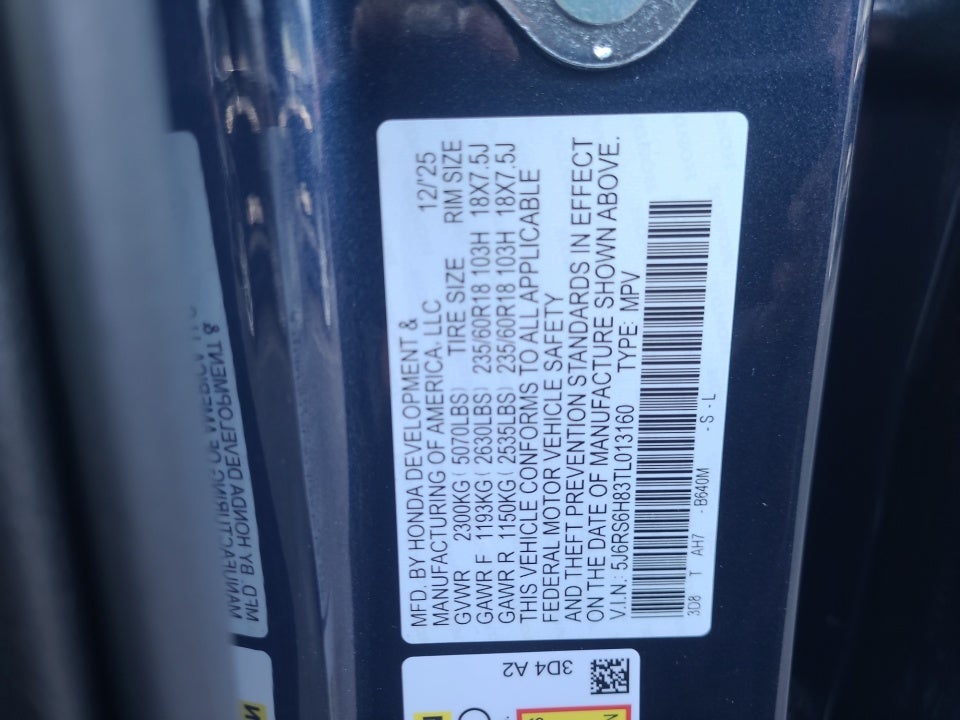 MFD. BY HONDA DEVELOPMENT &
MANUFACTURING OF AMERICA, LLC 12/'25
GVWR 2300KG ( 5070LBS) TIRE SIZE RIM SIZE
GAWR F 1193KG ( 2630LBS) 235/60R18 103H 18X7.5J
GAWR R 1150KG ( 2535LBS) 235/60R18 103H 18X7.5J
THIS VEHICLE CONFORMS TO ALL APPLICABLE
FEDERAL MOTOR VEHICLE SAFETY
AND THEFT PREVENTION STANDARDS IN EFFECT
ON THE DATE OF MANUFACTURE SHOWN ABOVE.
V.I.N.: 5J6RS6H83TL013160 TYPE: MPV
3D8 T AH7 - B640M - S - L
3D4 A2
MFD. BY HONDA DEVELOPMENT &
MANUFACTURING OF AMERICA